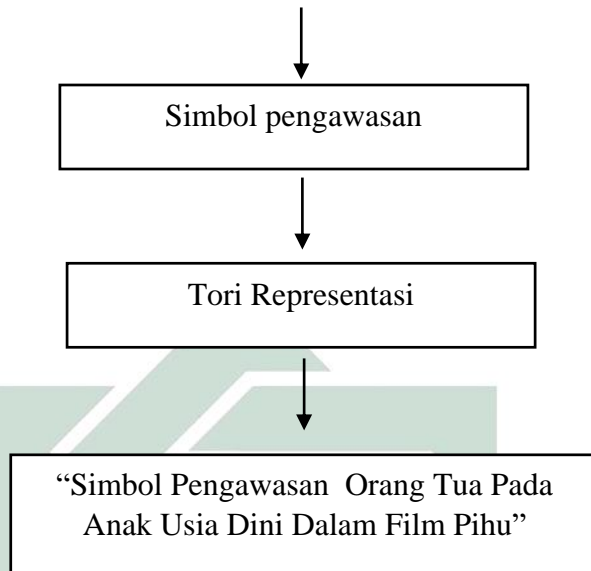 Simbol pengawasan
Tori Representasi
“Simbol Pengawasan  Orang Tua Pada
Anak Usia Dini Dalam Film Pihu”